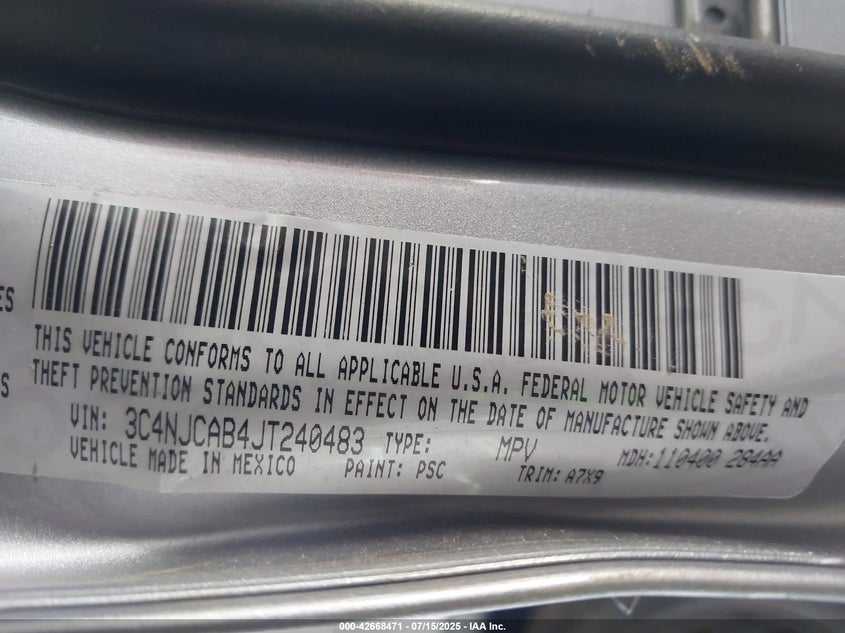 ES
S
THIS VEHICLE CONFORMS TO ALL APPLICABLE U.S.A. FEDERAL MOTOR VEHICLE SAFETY AND
THEFT PREVENTION STANDARDS IN EFFECT ON THE DATE OF MANUFACTURE SHOWN ABOVE.
VIN: 3C4NJCAB4JT240483 TYPE: MPV MDH:110400 284AA
VEHICLE MADE IN MEXICO PAINT: PSC TRIM: A7X9
000-42668471 - 07/15/2025 - IAA Inc.